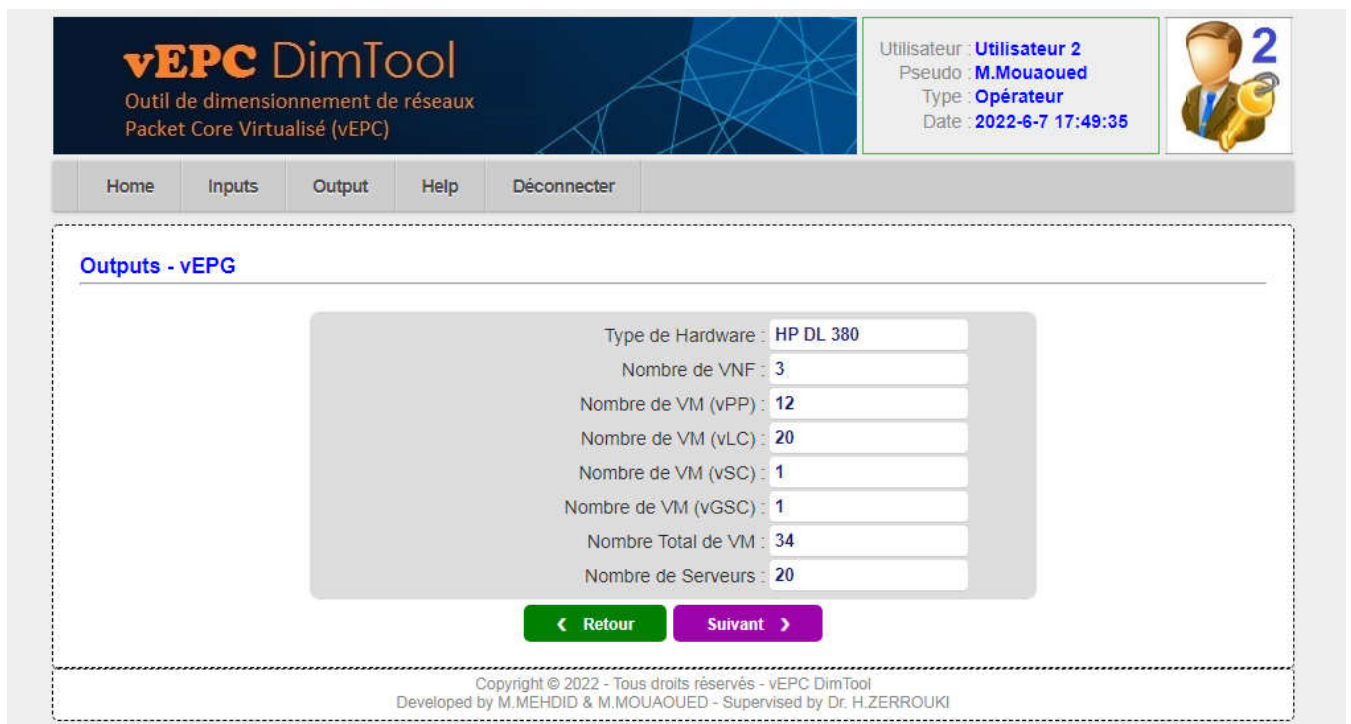 vEPC DimTool
Outil de dimensionnement de réseaux
Packet Core Virtualisé (vEPC)
Utilisateur : Utilisateur 2
Pseudo : M.Mouaoued
Type : Opérateur
Date : 2022-6-7 17:49:35
2
Home Inputs Output Help Déconnecter
Outputs - vEPG
Type de Hardware : HP DL 380
Nombre de VNF : 3
Nombre de VM (vPP) : 12
Nombre de VM (vLC) : 20
Nombre de VM (vSC) : 1
Nombre de VM (vGSC) : 1
Nombre Total de VM : 34
Nombre de Serveurs : 20
❮ Retour Suivant ❯
Copyright © 2022 - Tous droits réservés - vEPC DimTool
Developed by M.MEHDID & M.MOUAOUED - Supervised by Dr. H.ZERROUKI